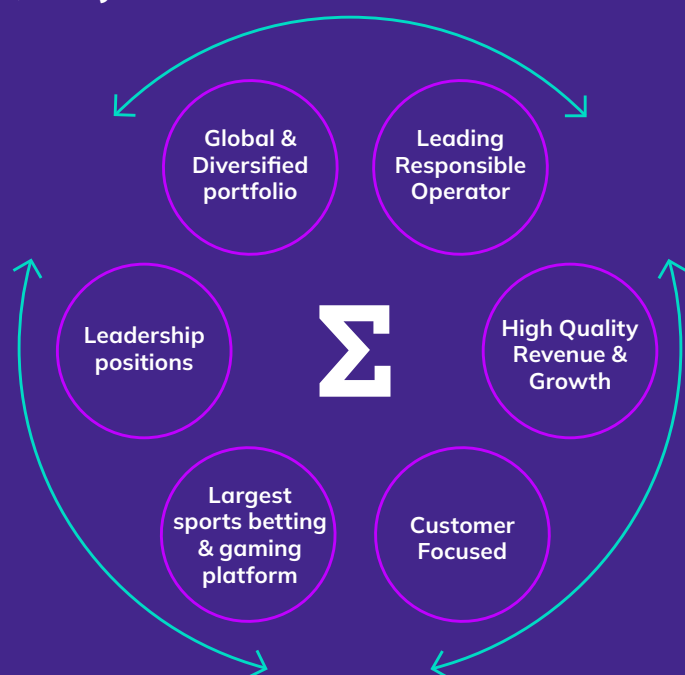 Global &
Diversified
portfolio
Leading
Responsible
Operator
Leadership
positions
Σ
High Quality
Revenue &
Growth
Largest
sports betting
& gaming
platform
Customer
Focused